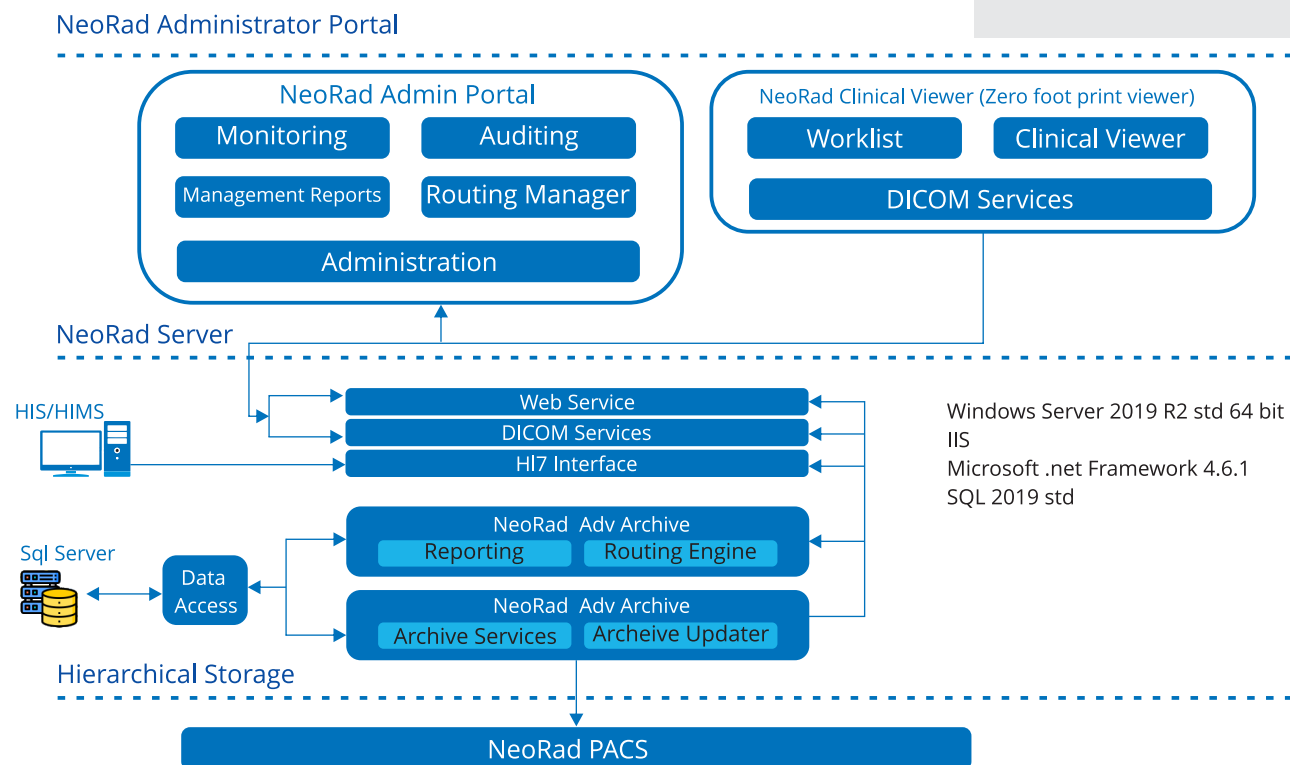 NeoRad Administrator Portal
NeoRad Admin Portal
Monitoring
Auditing
Management Reports
Routing Manager
Administration
NeoRad Clinical Viewer (Zero foot print viewer)
Worklist
Clinical Viewer
DICOM Services
NeoRad Server
HIS/HIMS
Web Service
DICOM Services
Hl7 Interface
Windows Server 2019 R2 std 64 bit
IIS
Microsoft .net Framework 4.6.1
SQL 2019 std
Sql Server
Data
Access
NeoRad Adv Archive
Reporting
Routing Engine
NeoRad Adv Archive
Archive Services
Archeive Updater
Hierarchical Storage
NeoRad PACS